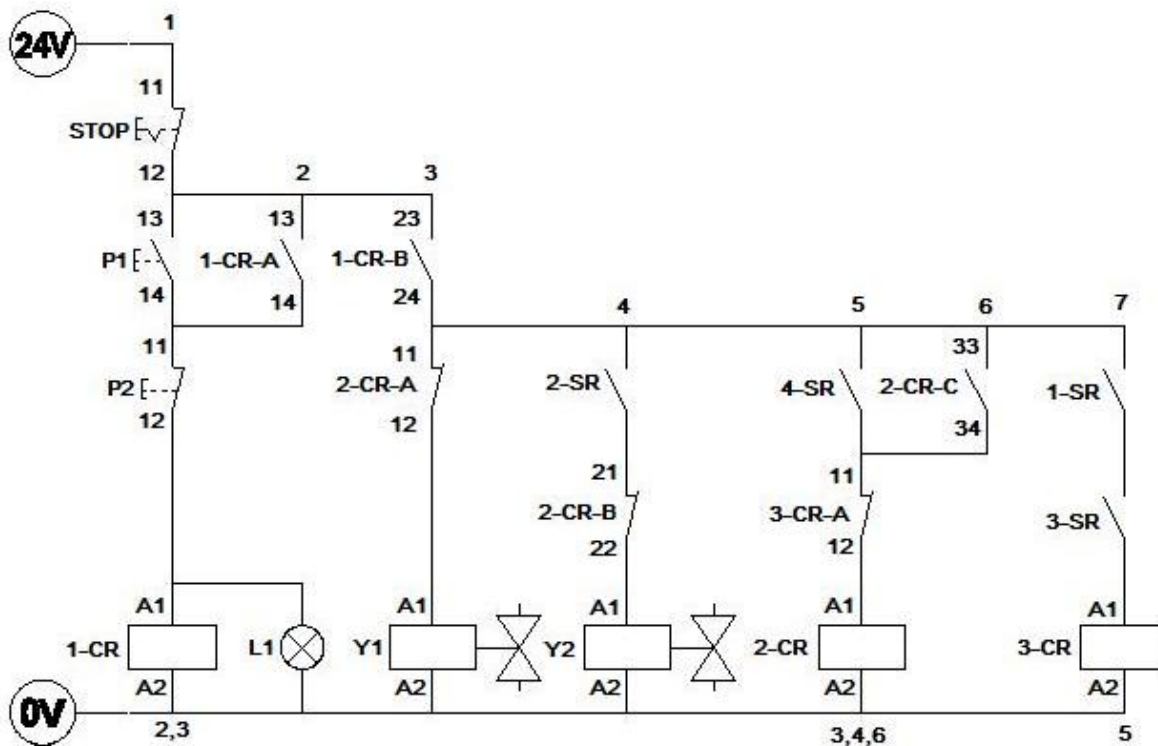 1
24V
11
STOP
12
2
3
13
13
23
P1
1-CR-A
1-CR-B
14
14
24
4
5
6
7
11
11
33
P2
2-CR-A
2-SR
4-SR
2-CR-C
1-SR
12
12
34
21
11
2-CR-B
3-CR-A
3-SR
22
12
A1
A1
A1
A1
A1
1-CR
L1
Y1
Y2
2-CR
3-CR
A2
A2
A2
A2
A2
0V
2,3
3,4,6
5